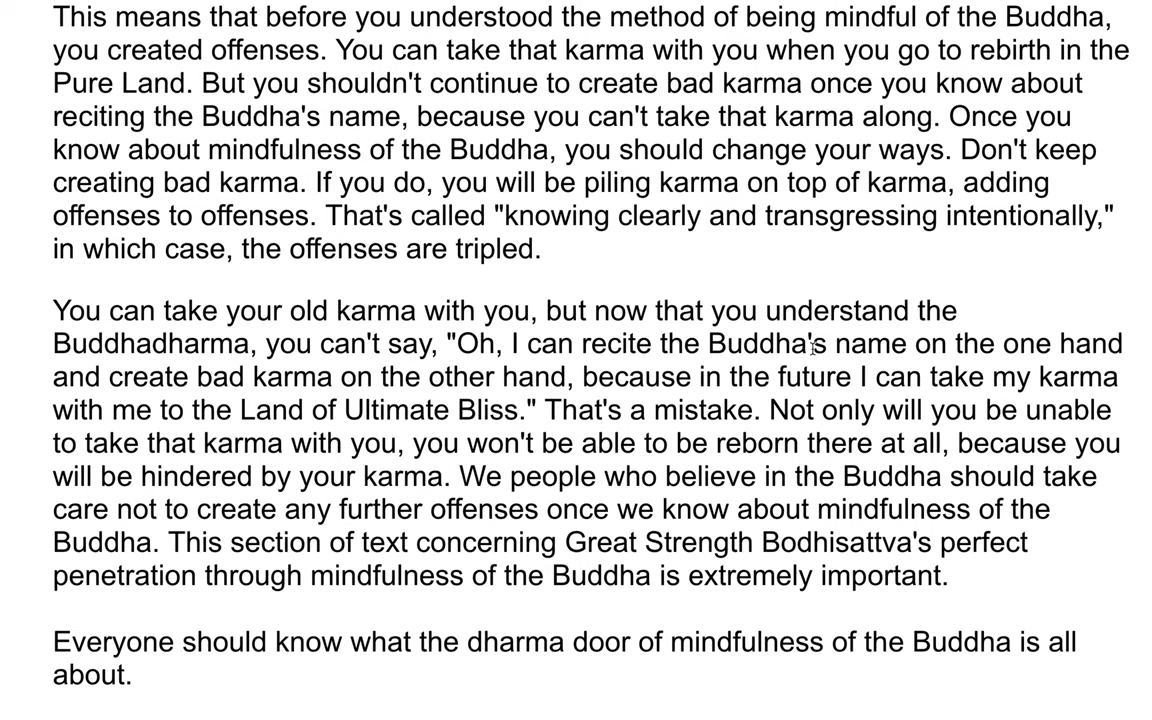 This means that before you understood the method of being mindful of the Buddha,
you created offenses. You can take that karma with you when you go to rebirth in the
Pure Land. But you shouldn't continue to create bad karma once you know about
reciting the Buddha's name, because you can't take that karma along. Once you
know about mindfulness of the Buddha, you should change your ways. Don't keep
creating bad karma. If you do, you will be piling karma on top of karma, adding
offenses to offenses. That's called "knowing clearly and transgressing intentionally,"
in which case, the offenses are tripled.
You can take your old karma with you, but now that you understand the
Buddhadharma, you can't say, "Oh, I can recite the Buddha's name on the one hand
and create bad karma on the other hand, because in the future I can take my karma
with me to the Land of Ultimate Bliss." That's a mistake. Not only will you be unable
to take that karma with you, you won't be able to be reborn there at all, because you
will be hindered by your karma. We people who believe in the Buddha should take
care not to create any further offenses once we know about mindfulness of the
Buddha. This section of text concerning Great Strength Bodhisattva's perfect
penetration through mindfulness of the Buddha is extremely important.
Everyone should know what the dharma door of mindfulness of the Buddha is all
about.